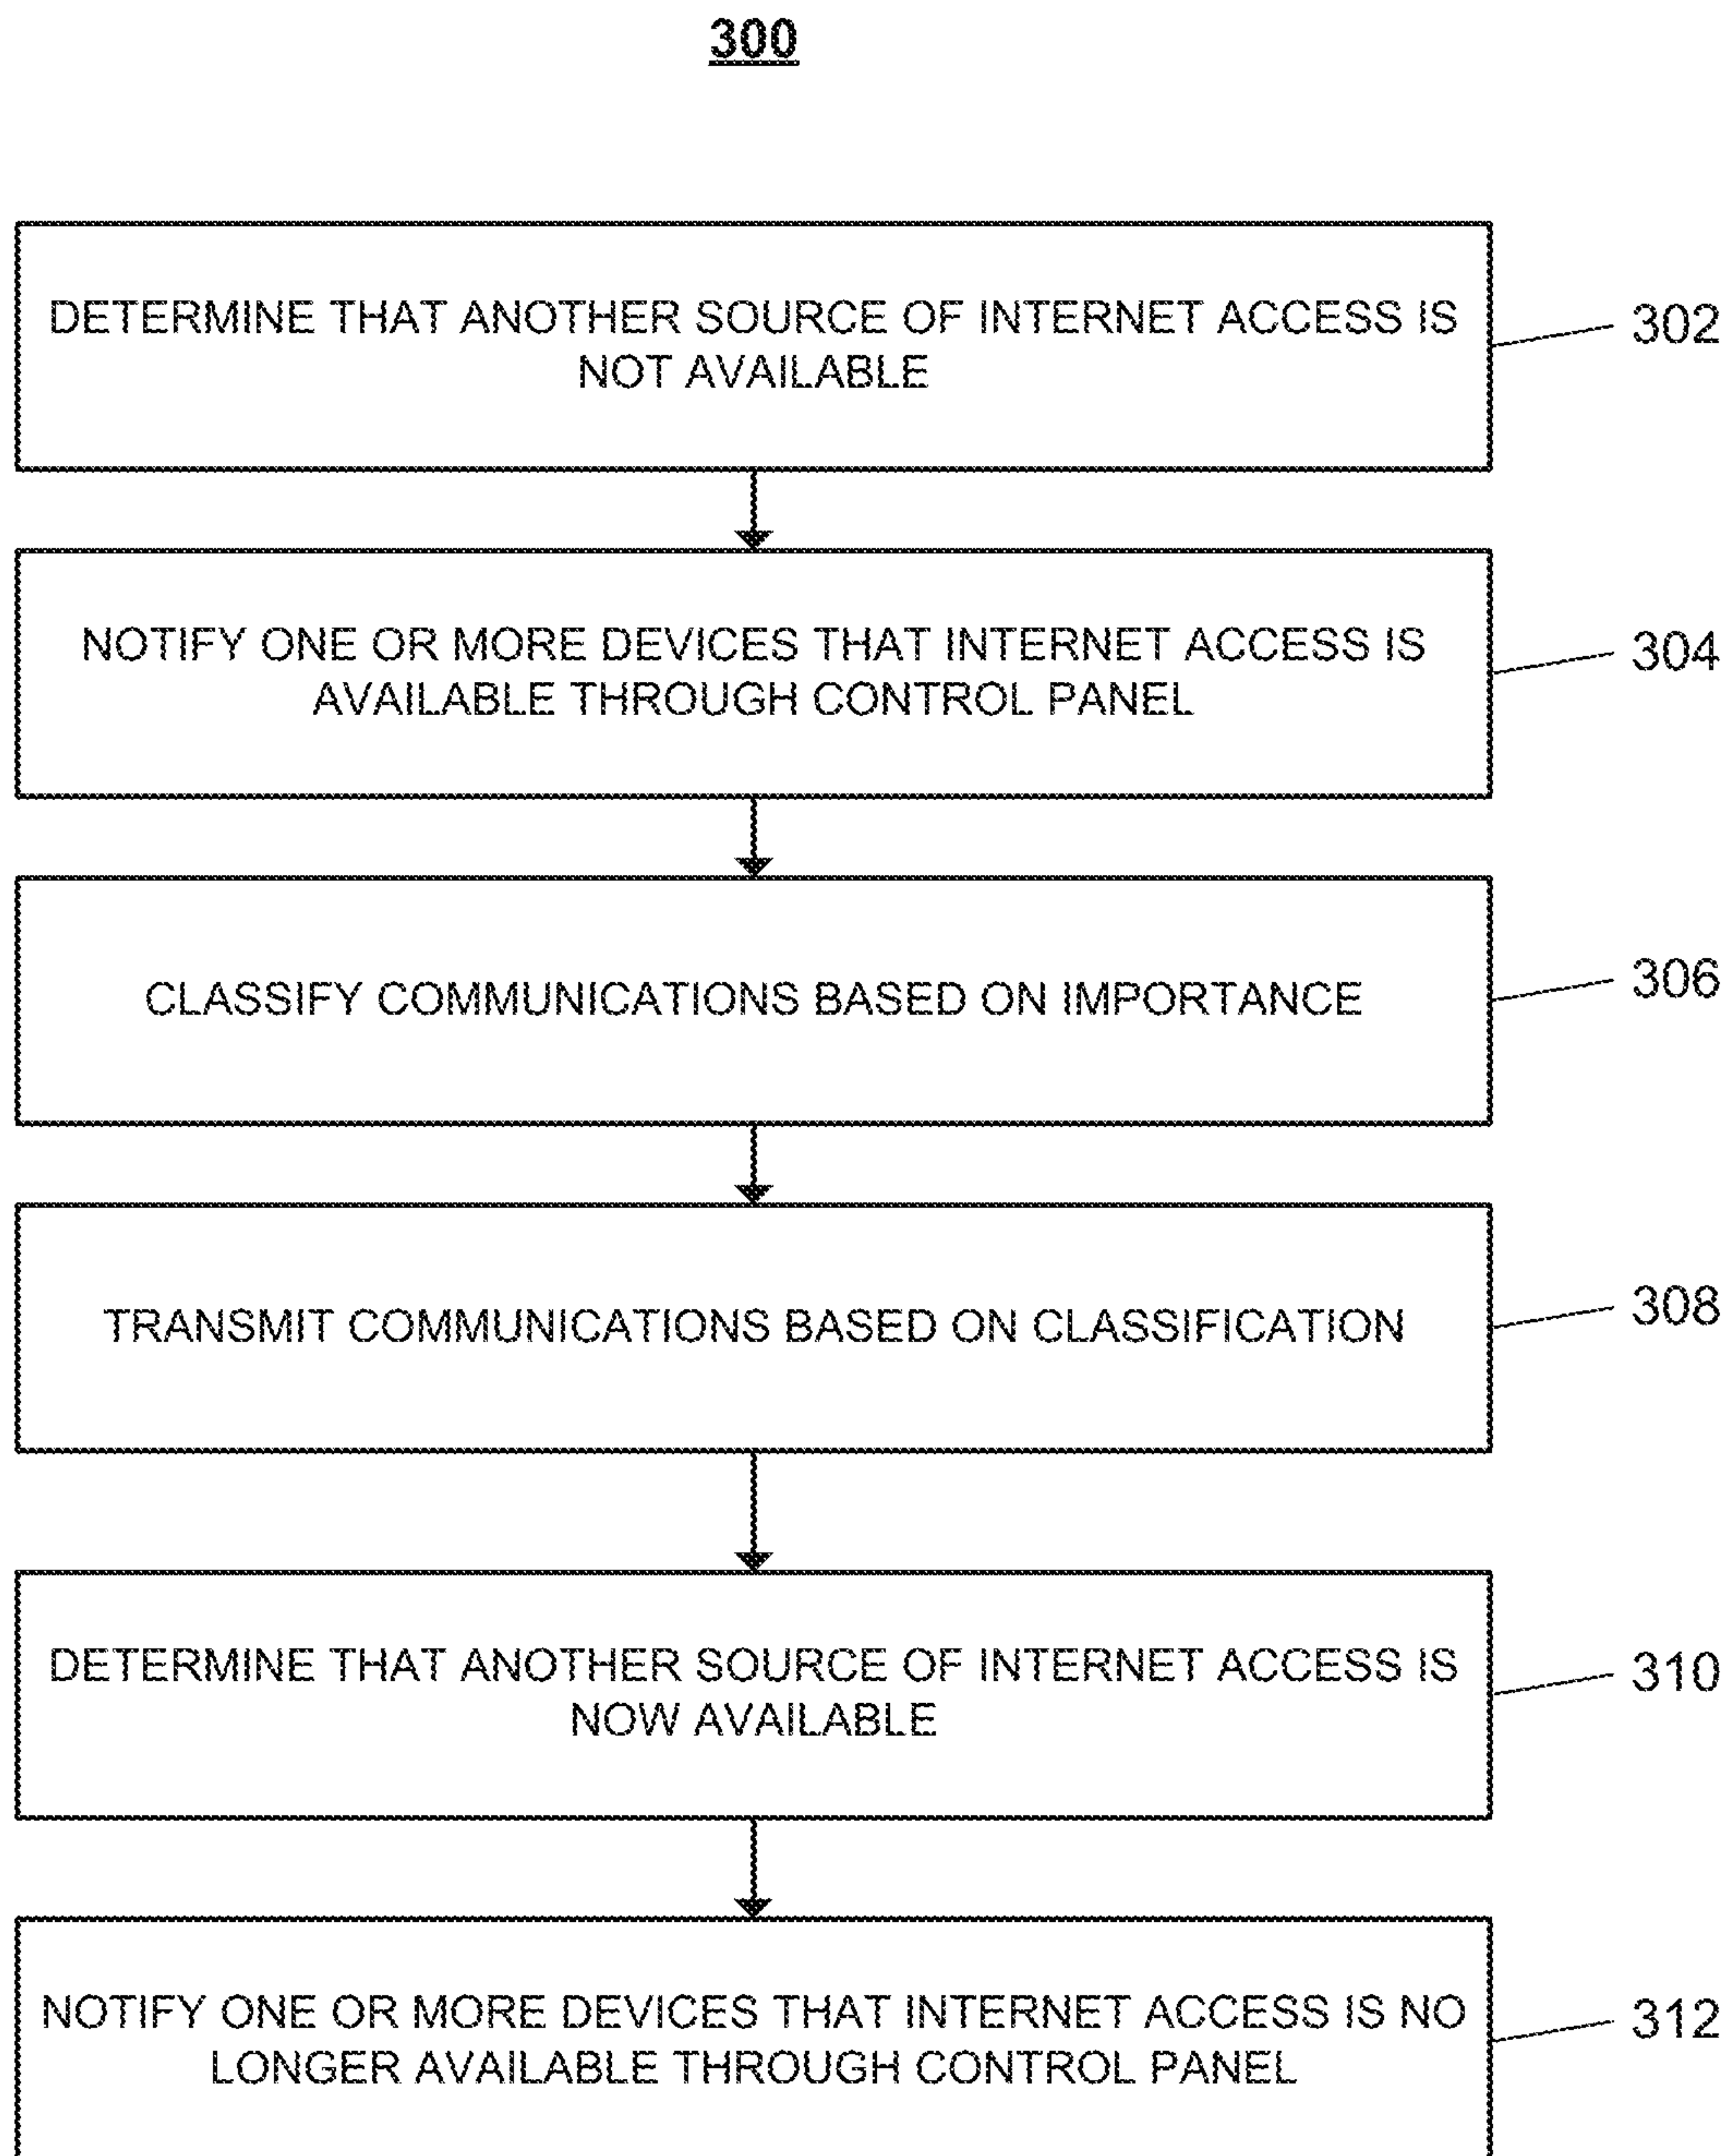 300
DETERMINE THAT ANOTHER SOURCE OF INTERNET ACCESS IS
NOT AVAILABLE
302
NOTIFY ONE OR MORE DEVICES THAT INTERNET ACCESS IS
AVAILABLE THROUGH CONTROL PANEL
304
CLASSIFY COMMUNICATIONS BASED ON IMPORTANCE
306
TRANSMIT COMMUNICATIONS BASED ON CLASSIFICATION
308
DETERMINE THAT ANOTHER SOURCE OF INTERNET ACCESS IS
NOW AVAILABLE
310
NOTIFY ONE OR MORE DEVICES THAT INTERNET ACCESS IS NO
LONGER AVAILABLE THROUGH CONTROL PANEL
312